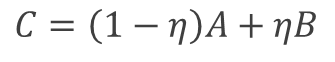 C = (1 − η)A + ηB